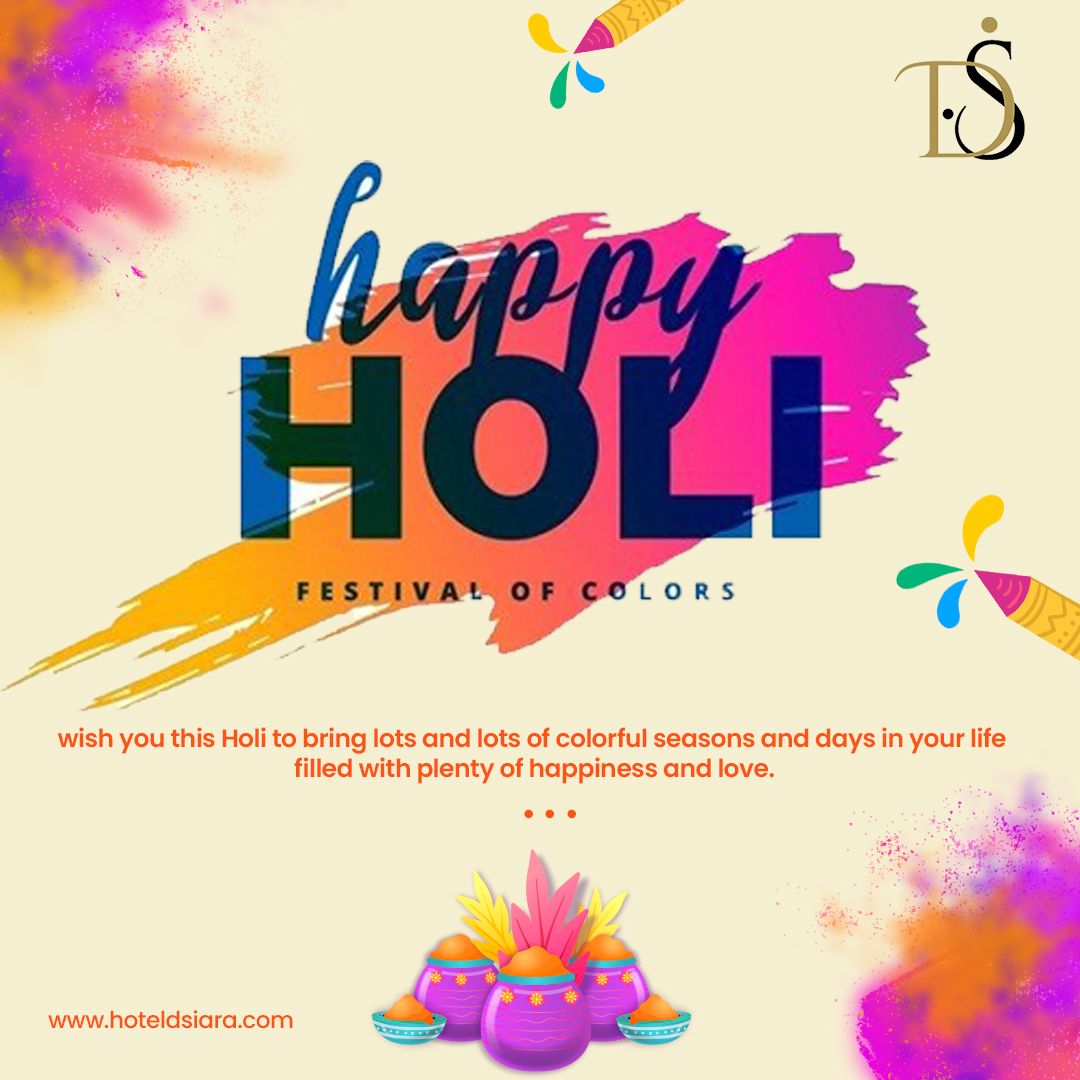 DS
happy
HOLI
FESTIVAL OF COLORS
wish you this Holi to bring lots and lots of colorful seasons and days in your life
filled with plenty of happiness and love.
www.hoteldsiara.com